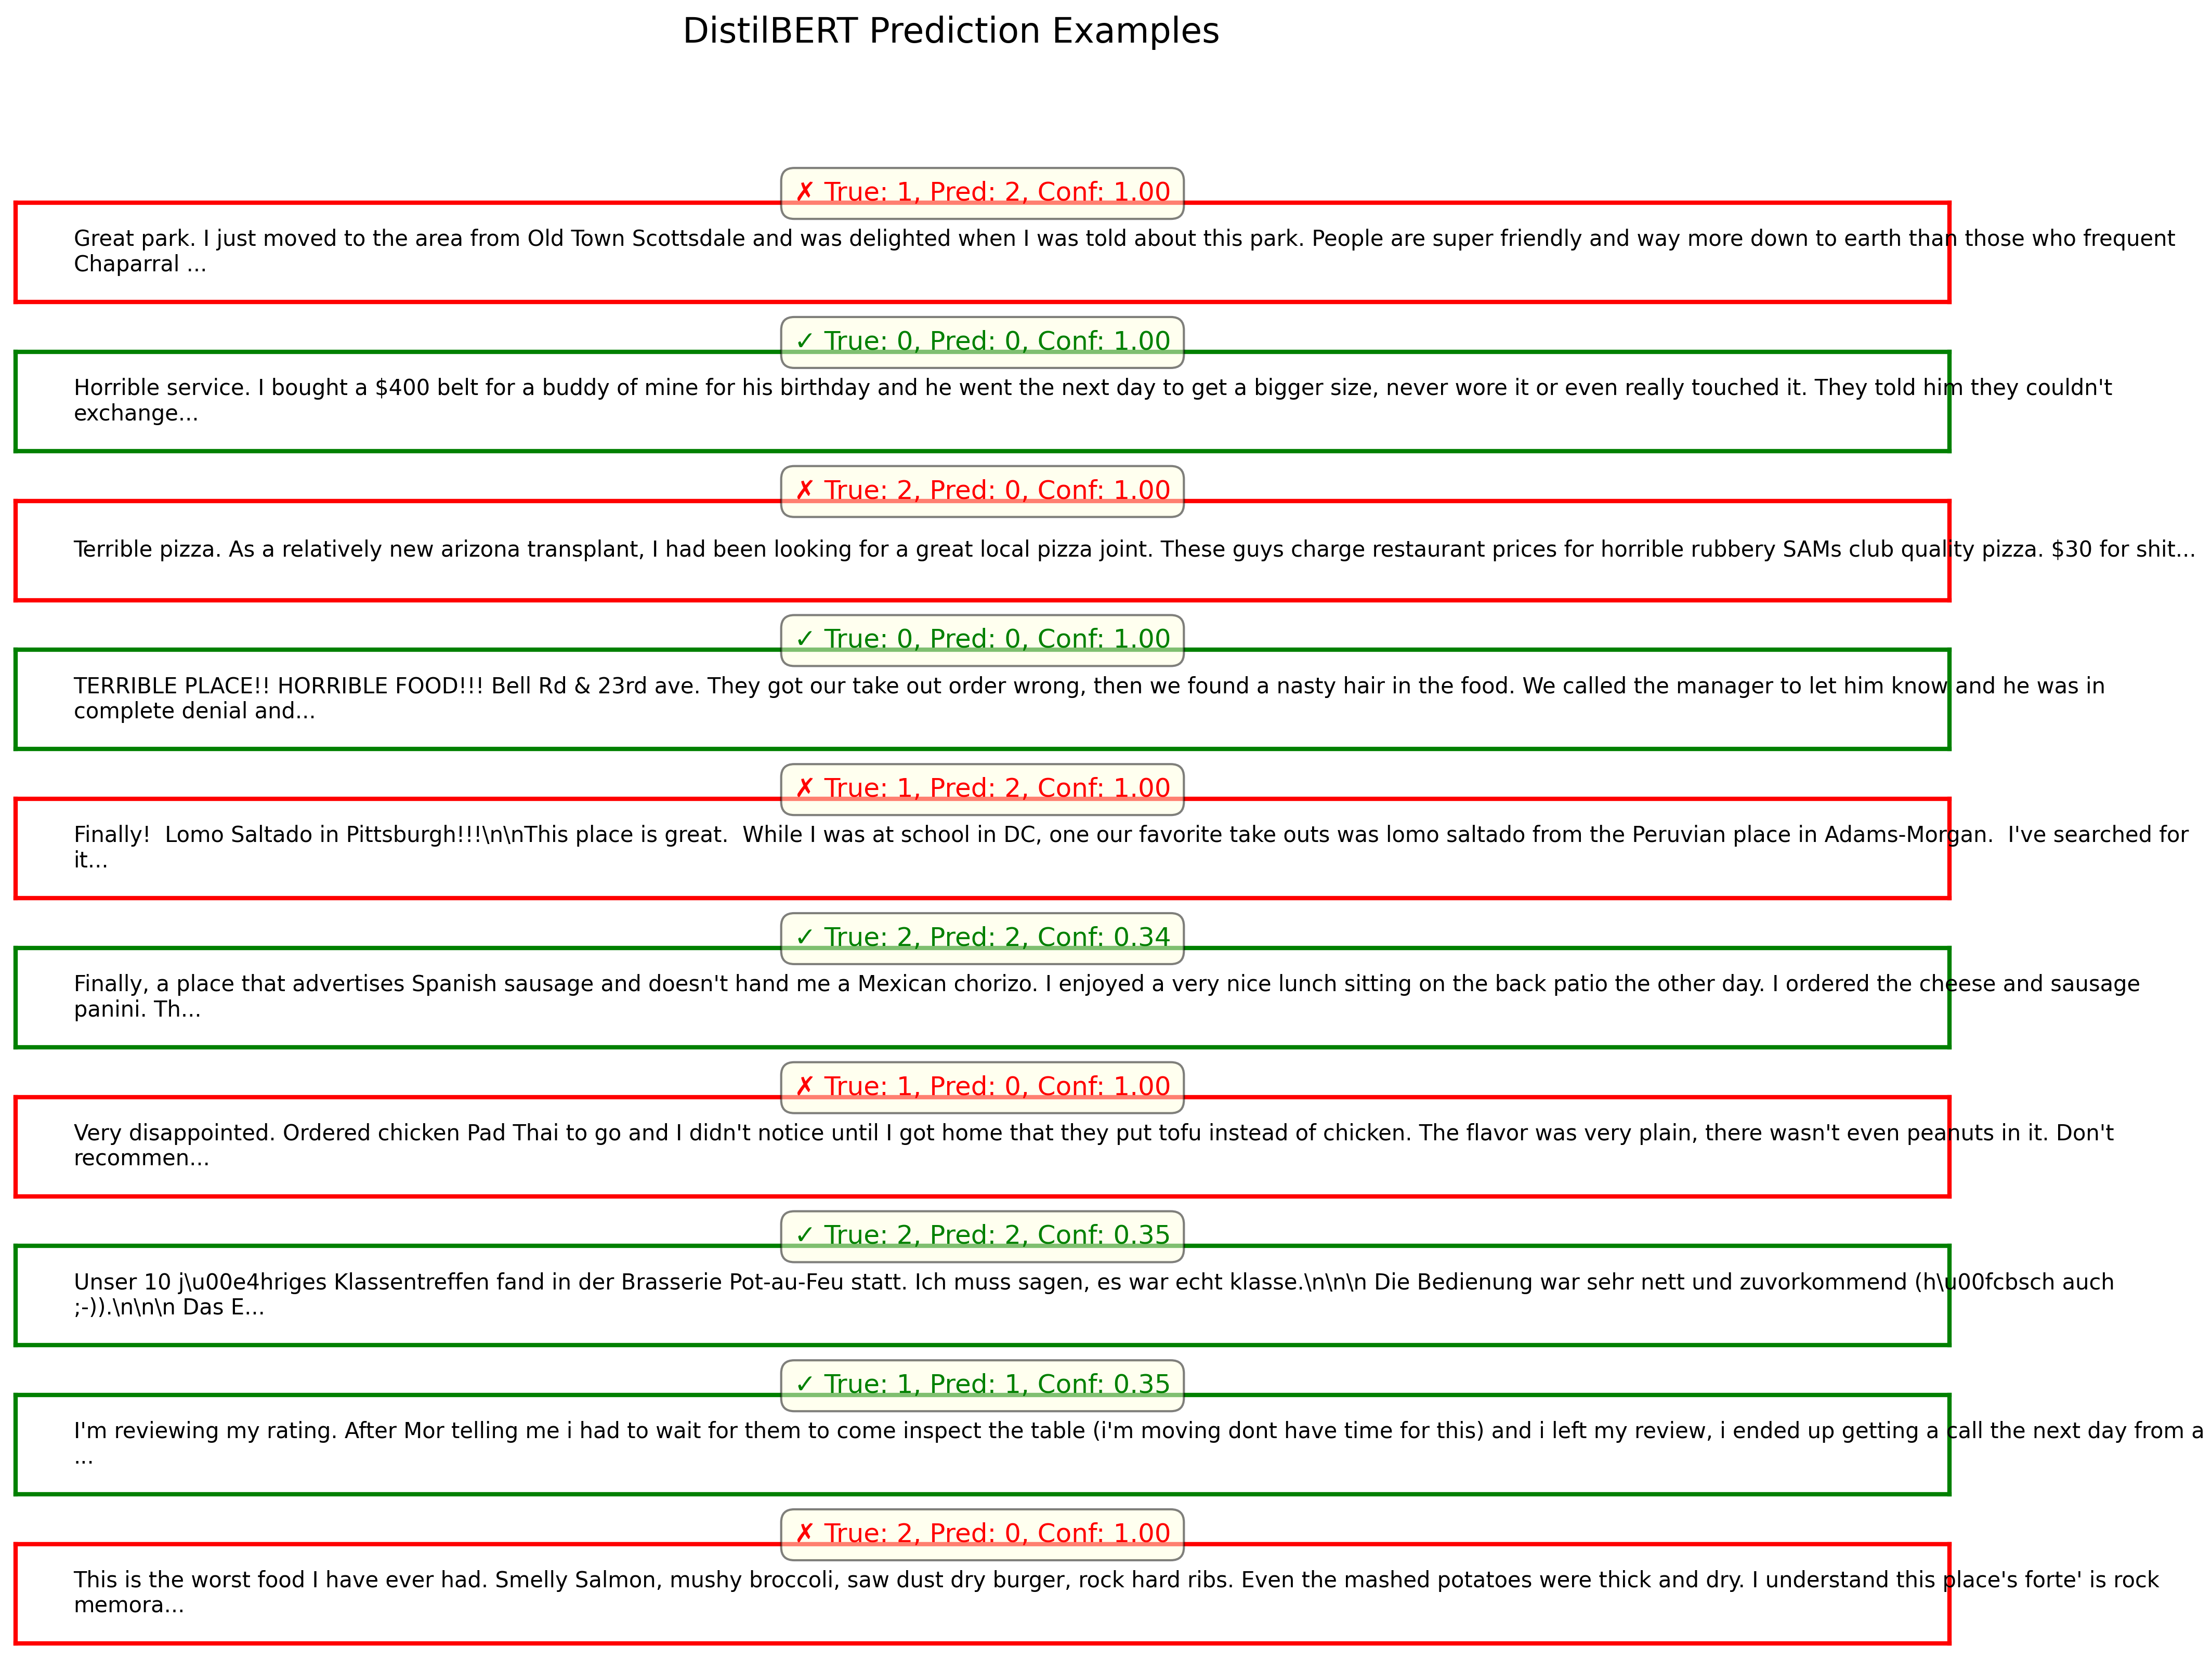 DistilBERT Prediction Examples
✗ True: 1, Pred: 2, Conf: 1.00
Great park. I just moved to the area from Old Town Scottsdale and was delighted when I was told about this park. People are super friendly and way more down to earth than those who frequent
Chaparral ...
✓ True: 0, Pred: 0, Conf: 1.00
Horrible service. I bought a $400 belt for a buddy of mine for his birthday and he went the next day to get a bigger size, never wore it or even really touched it. They told him they couldn't
exchange...
✗ True: 2, Pred: 0, Conf: 1.00
Terrible pizza. As a relatively new arizona transplant, I had been looking for a great local pizza joint. These guys charge restaurant prices for horrible rubbery SAMs club quality pizza. $30 for shit...
✓ True: 0, Pred: 0, Conf: 1.00
TERRIBLE PLACE!! HORRIBLE FOOD!!! Bell Rd & 23rd ave. They got our take out order wrong, then we found a nasty hair in the food. We called the manager to let him know and he was in
complete denial and...
✗ True: 1, Pred: 2, Conf: 1.00
Finally!  Lomo Saltado in Pittsburgh!!!\n\nThis place is great.  While I was at school in DC, one our favorite take outs was lomo saltado from the Peruvian place in Adams-Morgan.  I've searched for
it...
✓ True: 2, Pred: 2, Conf: 0.34
Finally, a place that advertises Spanish sausage and doesn't hand me a Mexican chorizo. I enjoyed a very nice lunch sitting on the back patio the other day. I ordered the cheese and sausage
panini. Th...
✗ True: 1, Pred: 0, Conf: 1.00
Very disappointed. Ordered chicken Pad Thai to go and I didn't notice until I got home that they put tofu instead of chicken. The flavor was very plain, there wasn't even peanuts in it. Don't
recommen...
✓ True: 2, Pred: 2, Conf: 0.35
Unser 10 j\u00e4hriges Klassentreffen fand in der Brasserie Pot-au-Feu statt. Ich muss sagen, es war echt klasse.\n\n\n Die Bedienung war sehr nett und zuvorkommend (h\u00fcbsch auch
;-)).\n\n\n Das E...
✓ True: 1, Pred: 1, Conf: 0.35
I'm reviewing my rating. After Mor telling me i had to wait for them to come inspect the table (i'm moving dont have time for this) and i left my review, i ended up getting a call the next day from a
...
✗ True: 2, Pred: 0, Conf: 1.00
This is the worst food I have ever had. Smelly Salmon, mushy broccoli, saw dust dry burger, rock hard ribs. Even the mashed potatoes were thick and dry. I understand this place's forte' is rock
memora...